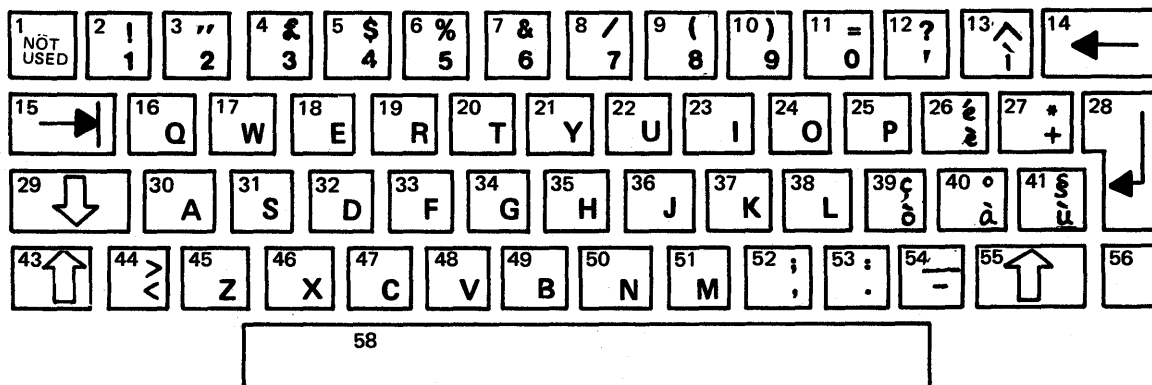 1 NOT USED 2 ! 1 3 " 2 4 £ 3 5 $ 4 6 % 5 7 & 6 8 / 7 9 ( 8 10 ) 9 11 = 0 12 ? ' 13 ^ ì 14
15 16 Q 17 W 18 E 19 R 20 T 21 Y 22 U 23 I 24 O 25 P 26 é è 27 * + 28
29 30 A 31 S 32 D 33 F 34 G 35 H 36 J 37 K 38 L 39 ç ò 40 ° à 41 § ù
43 44 > < 45 Z 46 X 47 C 48 V 49 B 50 N 51 M 52 ; , 53 : . 54 _ - 55 56
58